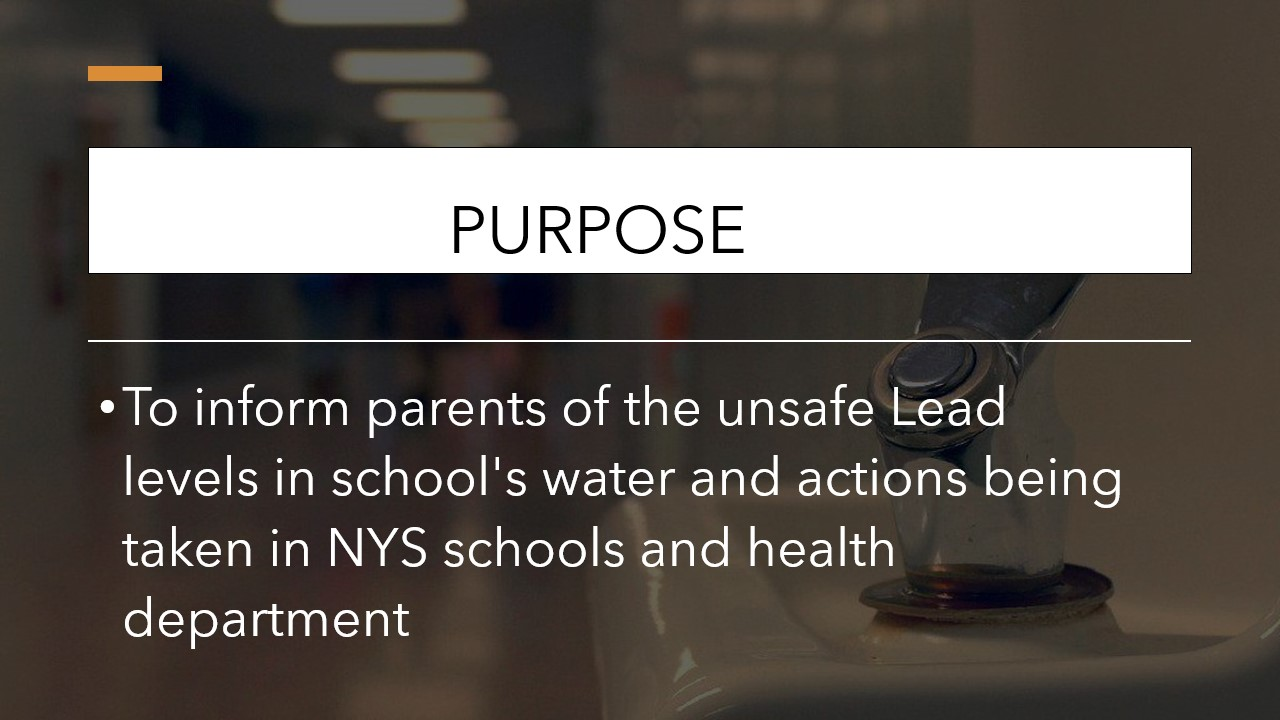 PURPOSE
•To inform parents of the unsafe Lead
levels in school's water and actions being
taken in NYS schools and health
department